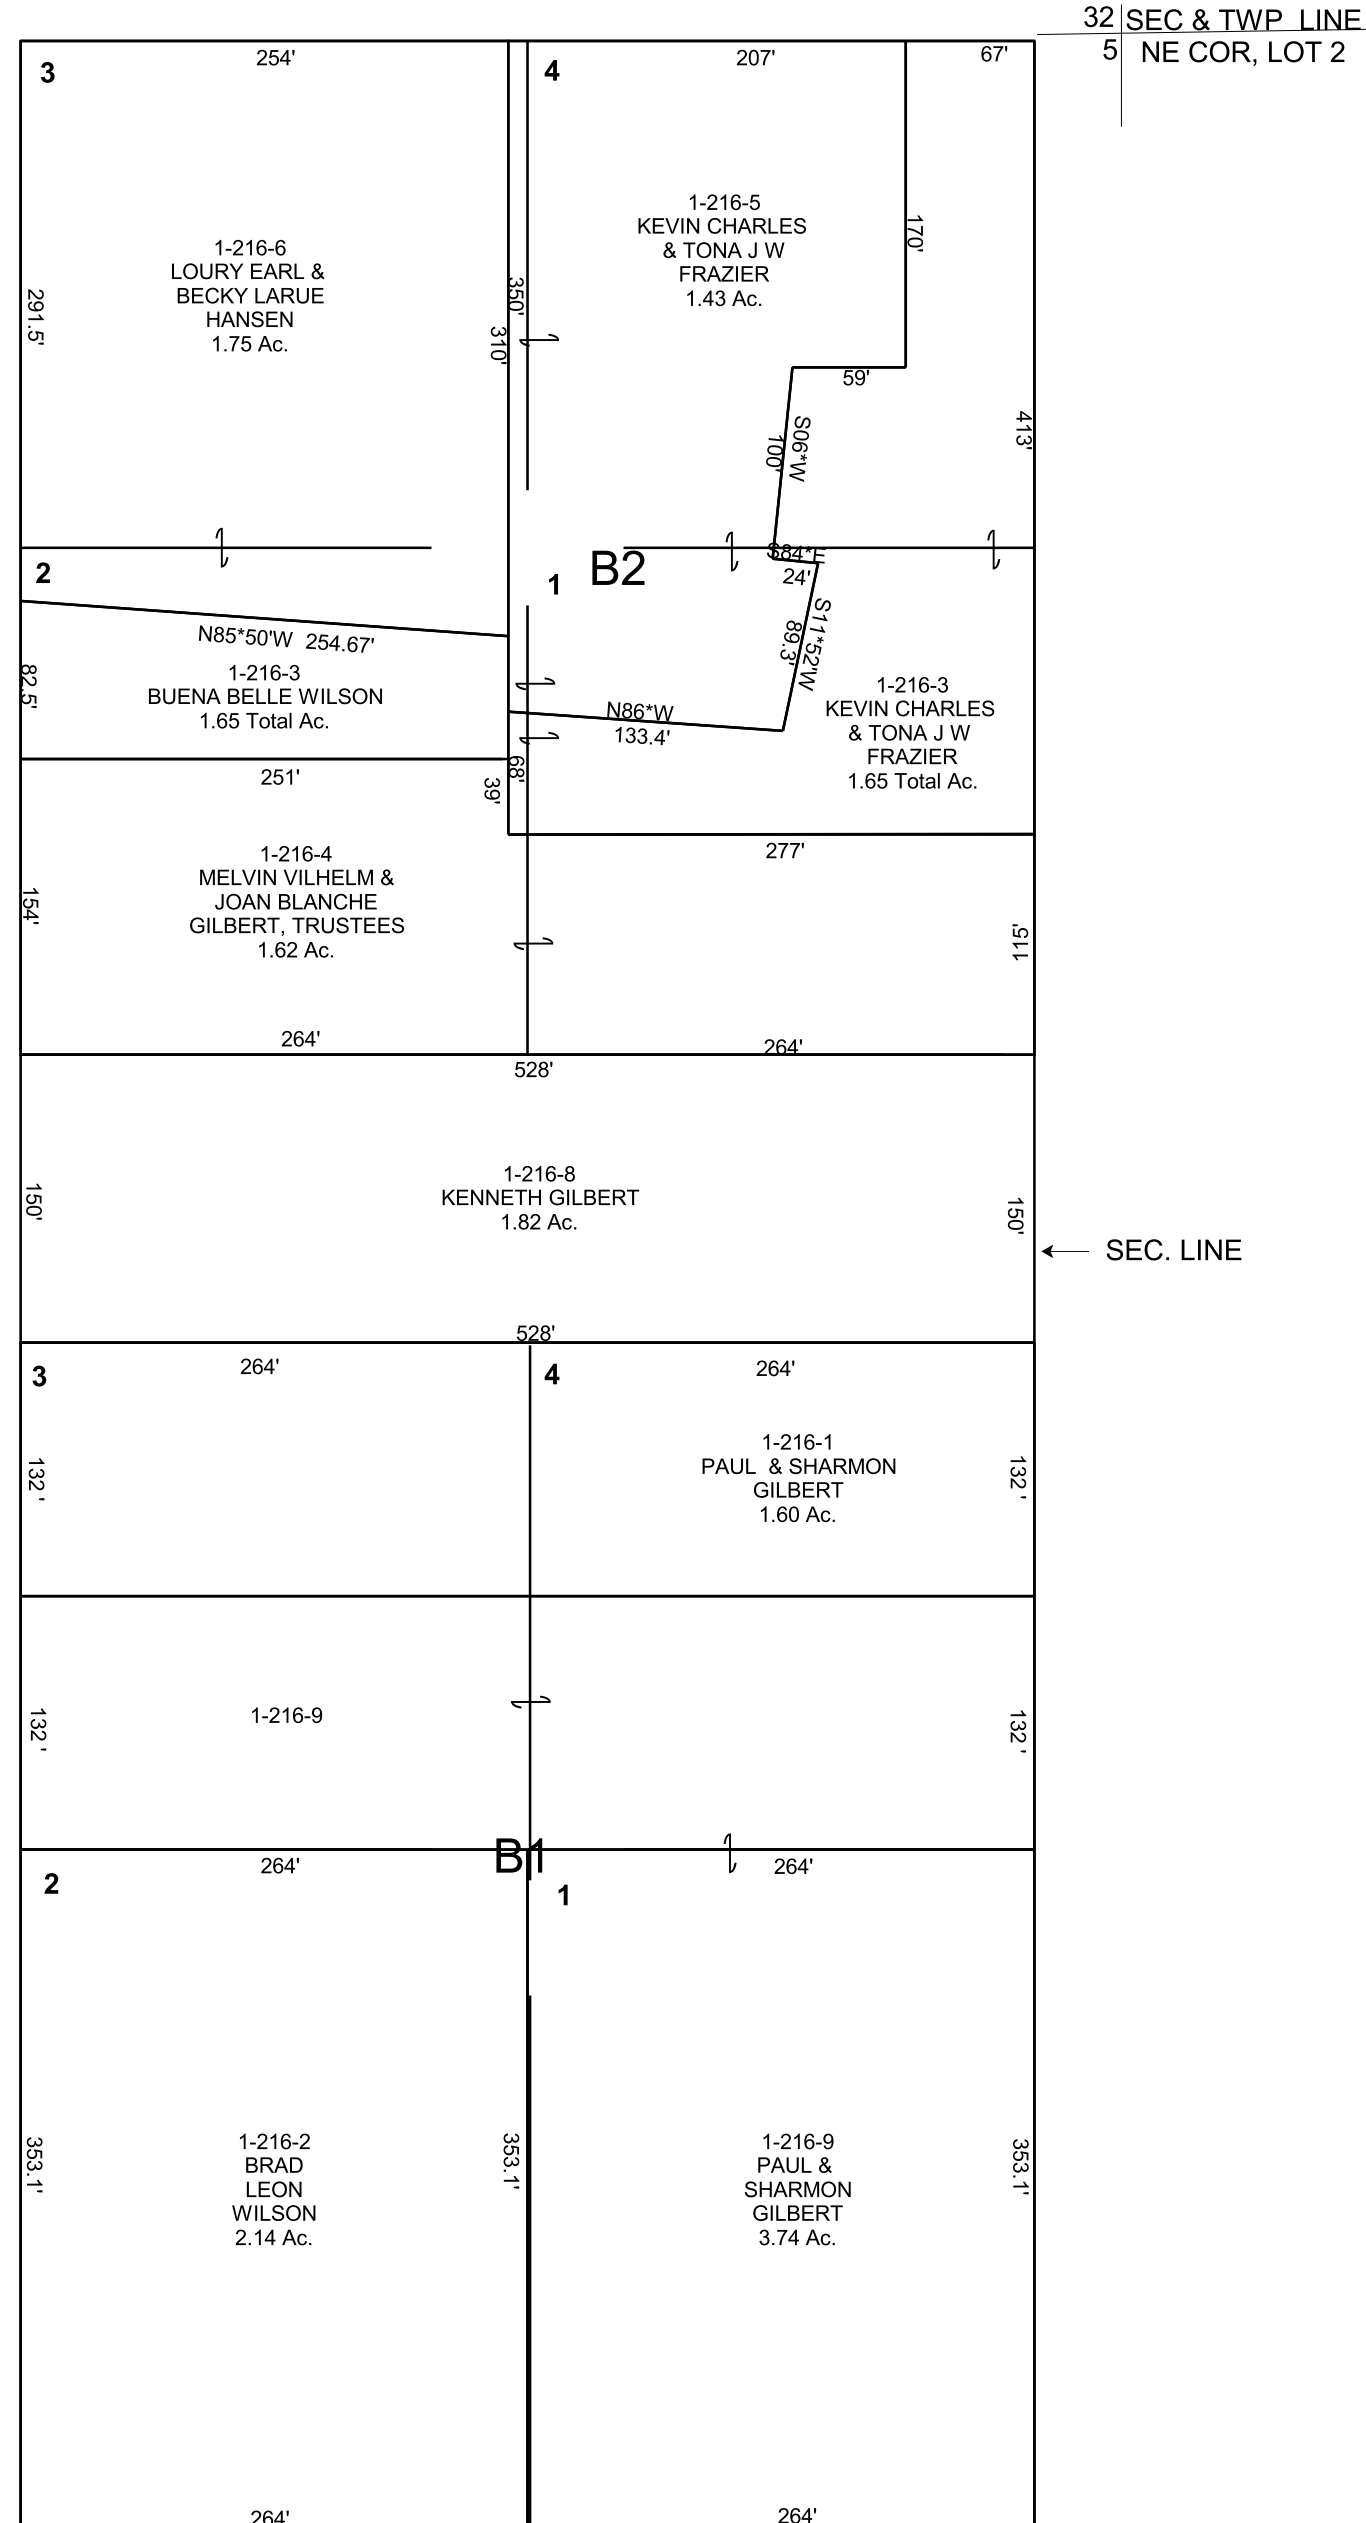 32 SEC & TWP LINE
5 NE COR, LOT 2
3
254'
4
207'
67'
1-216-5
KEVIN CHARLES
& TONA J W
FRAZIER
1.43 Ac.
170'
1-216-6
LOURY EARL &
BECKY LARUE
HANSEN
1.75 Ac.
291.5'
350'
310'
59'
S06*W
100'
413'
2
1
B2
S84*E
24'
N85*50'W 254.67'
S11*52'W
89.3'
82.5'
1-216-3
BUENA BELLE WILSON
1.65 Total Ac.
N86*W
133.4'
1-216-3
KEVIN CHARLES
& TONA J W
FRAZIER
1.65 Total Ac.
251'
39'
68'
277'
1-216-4
MELVIN VILHELM &
JOAN BLANCHE
GILBERT, TRUSTEES
1.62 Ac.
154'
115'
264'
264'
528'
1-216-8
KENNETH GILBERT
1.82 Ac.
150'
150'
SEC. LINE
528'
3
264'
4
264'
132 '
1-216-1
PAUL & SHARMON
GILBERT
1.60 Ac.
132 '
132 '
1-216-9
132 '
B1
2
264'
1
264'
353.1'
1-216-2
BRAD
LEON
WILSON
2.14 Ac.
353.1'
1-216-9
PAUL &
SHARMON
GILBERT
3.74 Ac.
353.1'
264'
264'